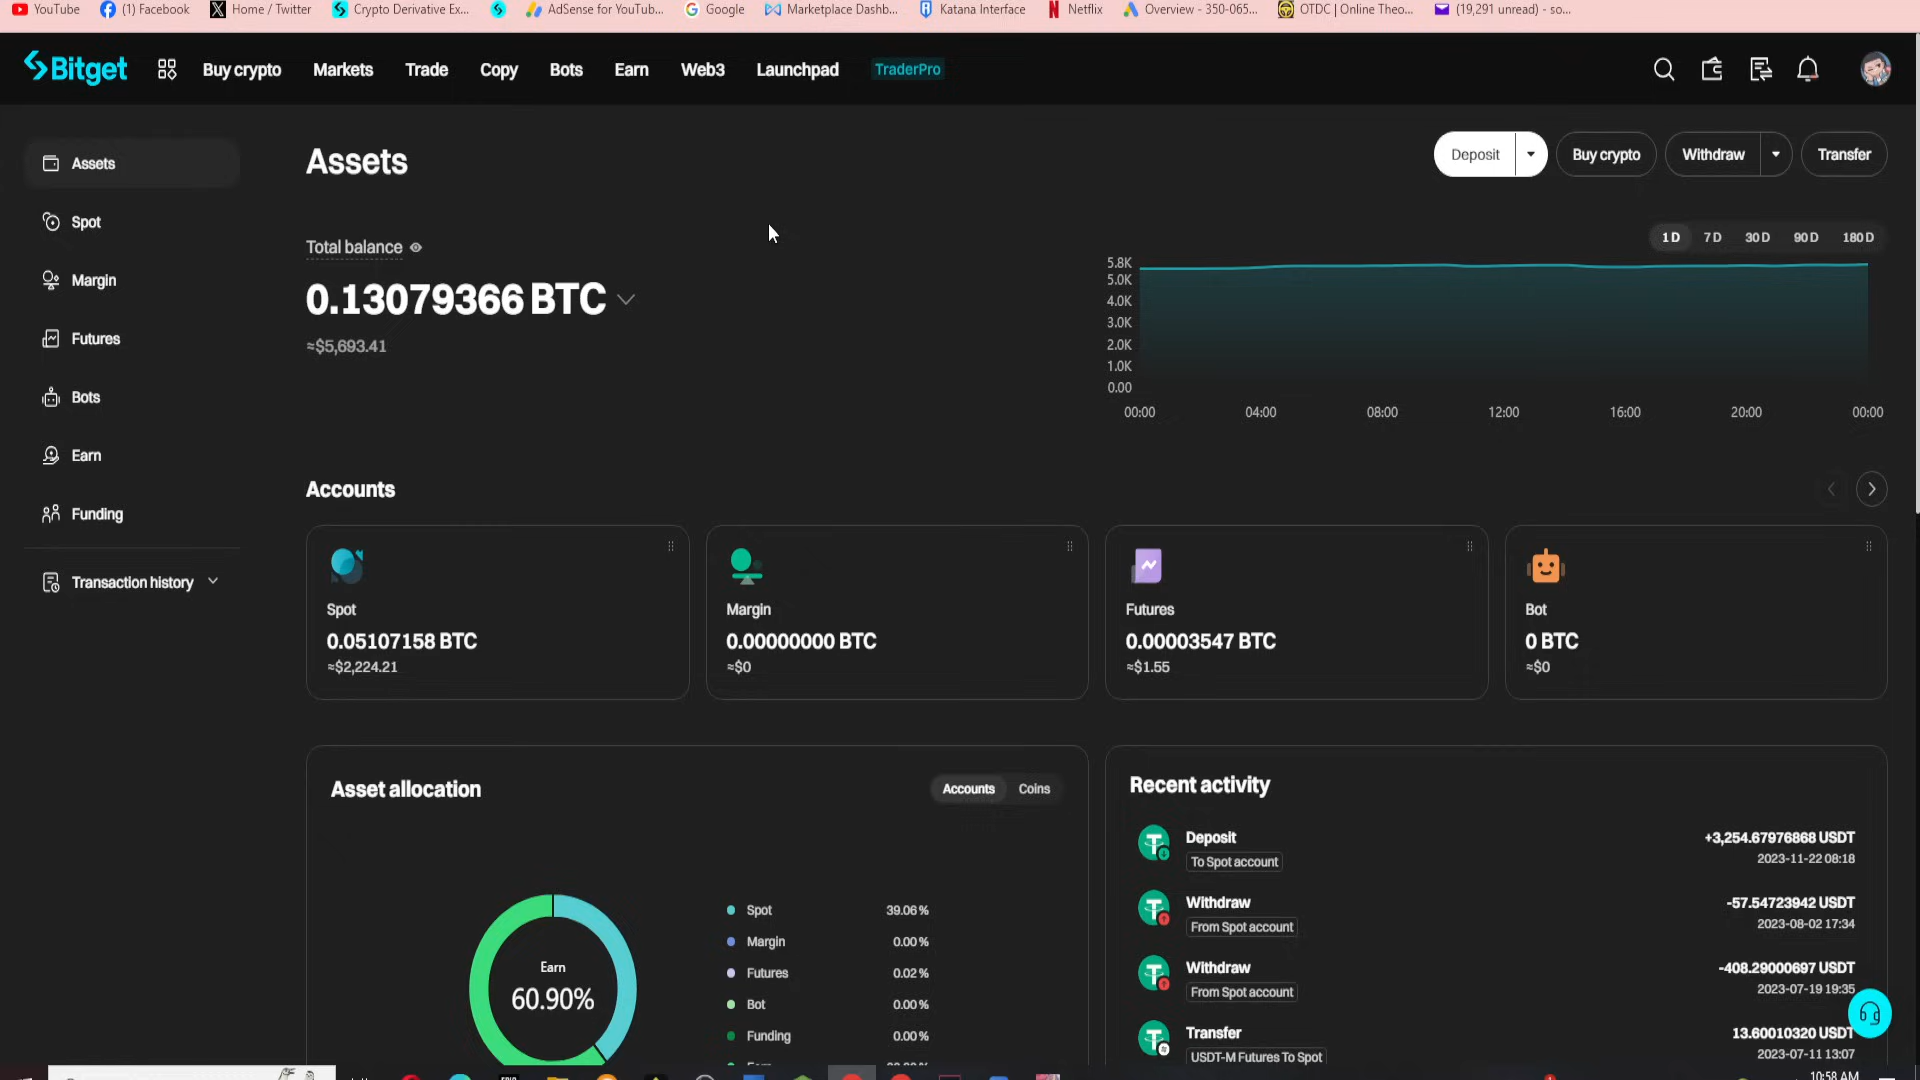 YouTube (1) Facebook Home / Twitter Crypto Derivative Ex... AdSense for YouTub... Google Marketplace Dashb... Katana Interface Netflix Overview - 350-065... OTDC | Online Theo... (19,291 unread) - so...
Bitget Buy crypto Markets Trade Copy Bots Earn Web3 Launchpad TraderPro
Assets
Spot
Margin
Futures
Bots
Earn
Funding
Transaction history
Assets
Deposit Buy crypto Withdraw Transfer
Total balance
0.13079366 BTC
≈$5,693.41
1D 7D 30D 90D 180D
5.8K
5.0K
4.0K
3.0K
2.0K
1.0K
0.00
00:00 04:00 08:00 12:00 16:00 20:00 00:00
Accounts
Spot
0.05107158 BTC
≈$2,224.21
Margin
0.00000000 BTC
≈$0
Futures
0.00003547 BTC
≈$1.55
Bot
0 BTC
≈$0
Asset allocation
Accounts Coins
Earn
60.90%
Spot 39.06%
Margin 0.00%
Futures 0.02%
Bot 0.00%
Funding 0.00%
Recent activity
Deposit +3,254.67976868 USDT
To Spot account 2023-11-22 08:18
Withdraw -57.54723942 USDT
From Spot account 2023-08-02 17:34
Withdraw -408.29000697 USDT
From Spot account 2023-07-19 19:35
Transfer 13.60010320 USDT
USDT-M Futures To Spot 2023-07-11 13:07
10:58 AM